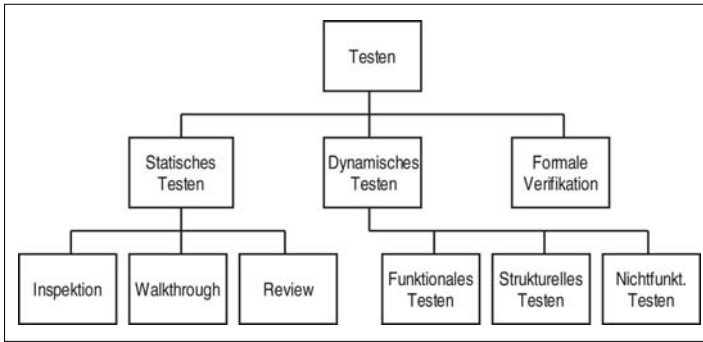 Testen
Statisches
Testen
Dynamisches
Testen
Formale
Verifikation
Inspektion
Walkthrough
Review
Funktionales
Testen
Strukturelles
Testen
Nichtfunkt.
Testen